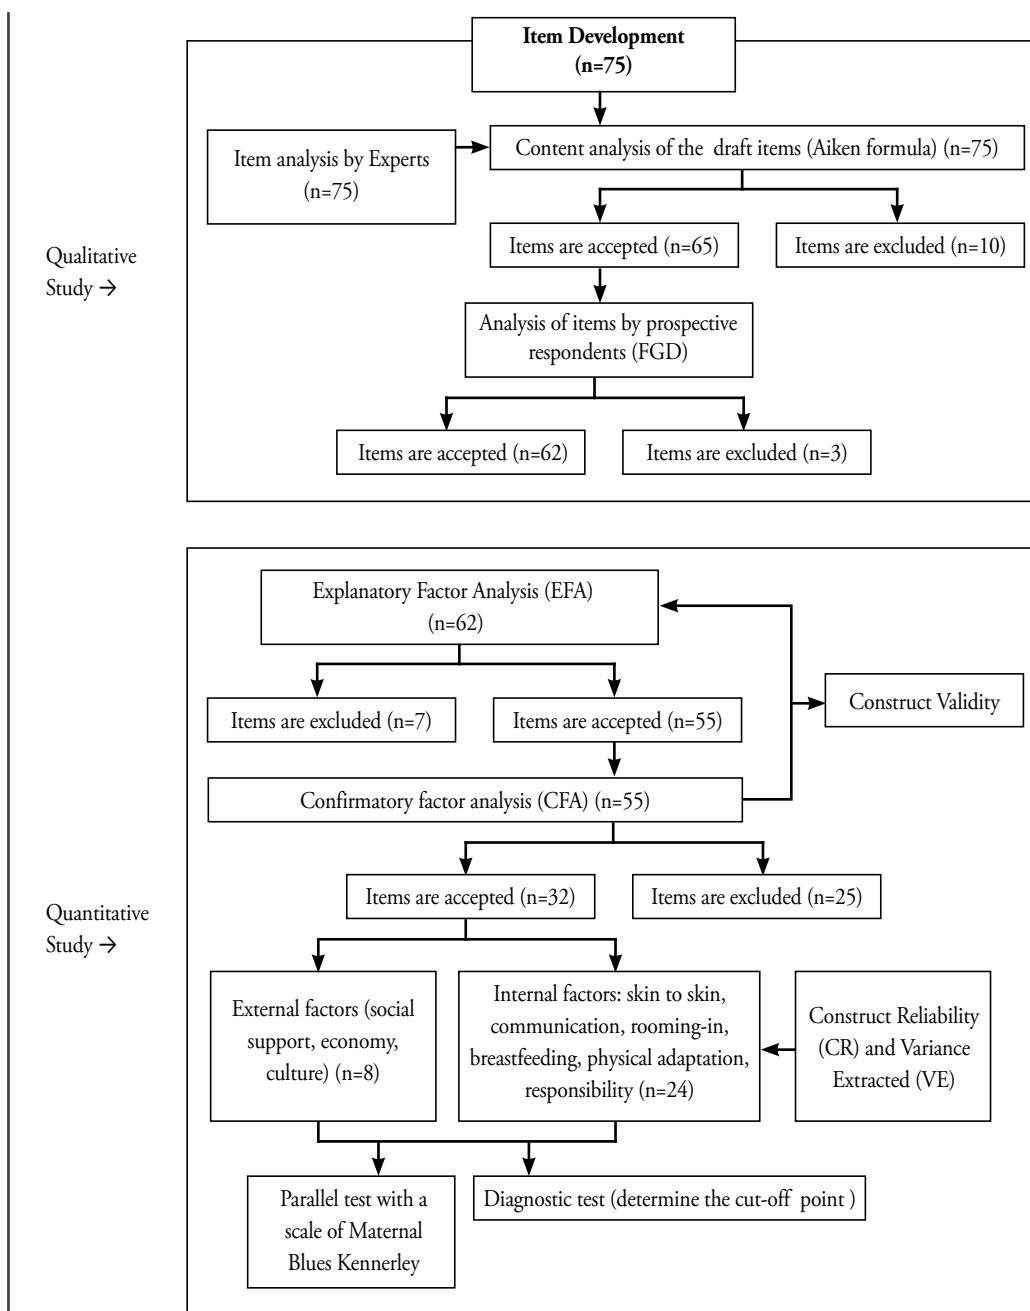 Item Development
(n=75)
Item analysis by Experts
(n=75)
Content analysis of the draft items (Aiken formula) (n=75)
Items are accepted (n=65)
Items are excluded (n=10)
Qualitative
Study →
Analysis of items by prospective
respondents (FGD)
Items are accepted (n=62)
Items are excluded (n=3)
Explanatory Factor Analysis (EFA)
(n=62)
Items are excluded (n=7)
Items are accepted (n=55)
Construct Validity
Confirmatory factor analysis (CFA) (n=55)
Items are accepted (n=32)
Items are excluded (n=25)
Quantitative
Study →
External factors (social
support, economy,
culture) (n=8)
Internal factors: skin to skin,
communication, rooming-in,
breastfeeding, physical adaptation,
responsibility (n=24)
Construct Reliability
(CR) and Variance
Extracted (VE)
Parallel test with a
scale of Maternal
Blues Kennerley
Diagnostic test (determine the cut-off point )